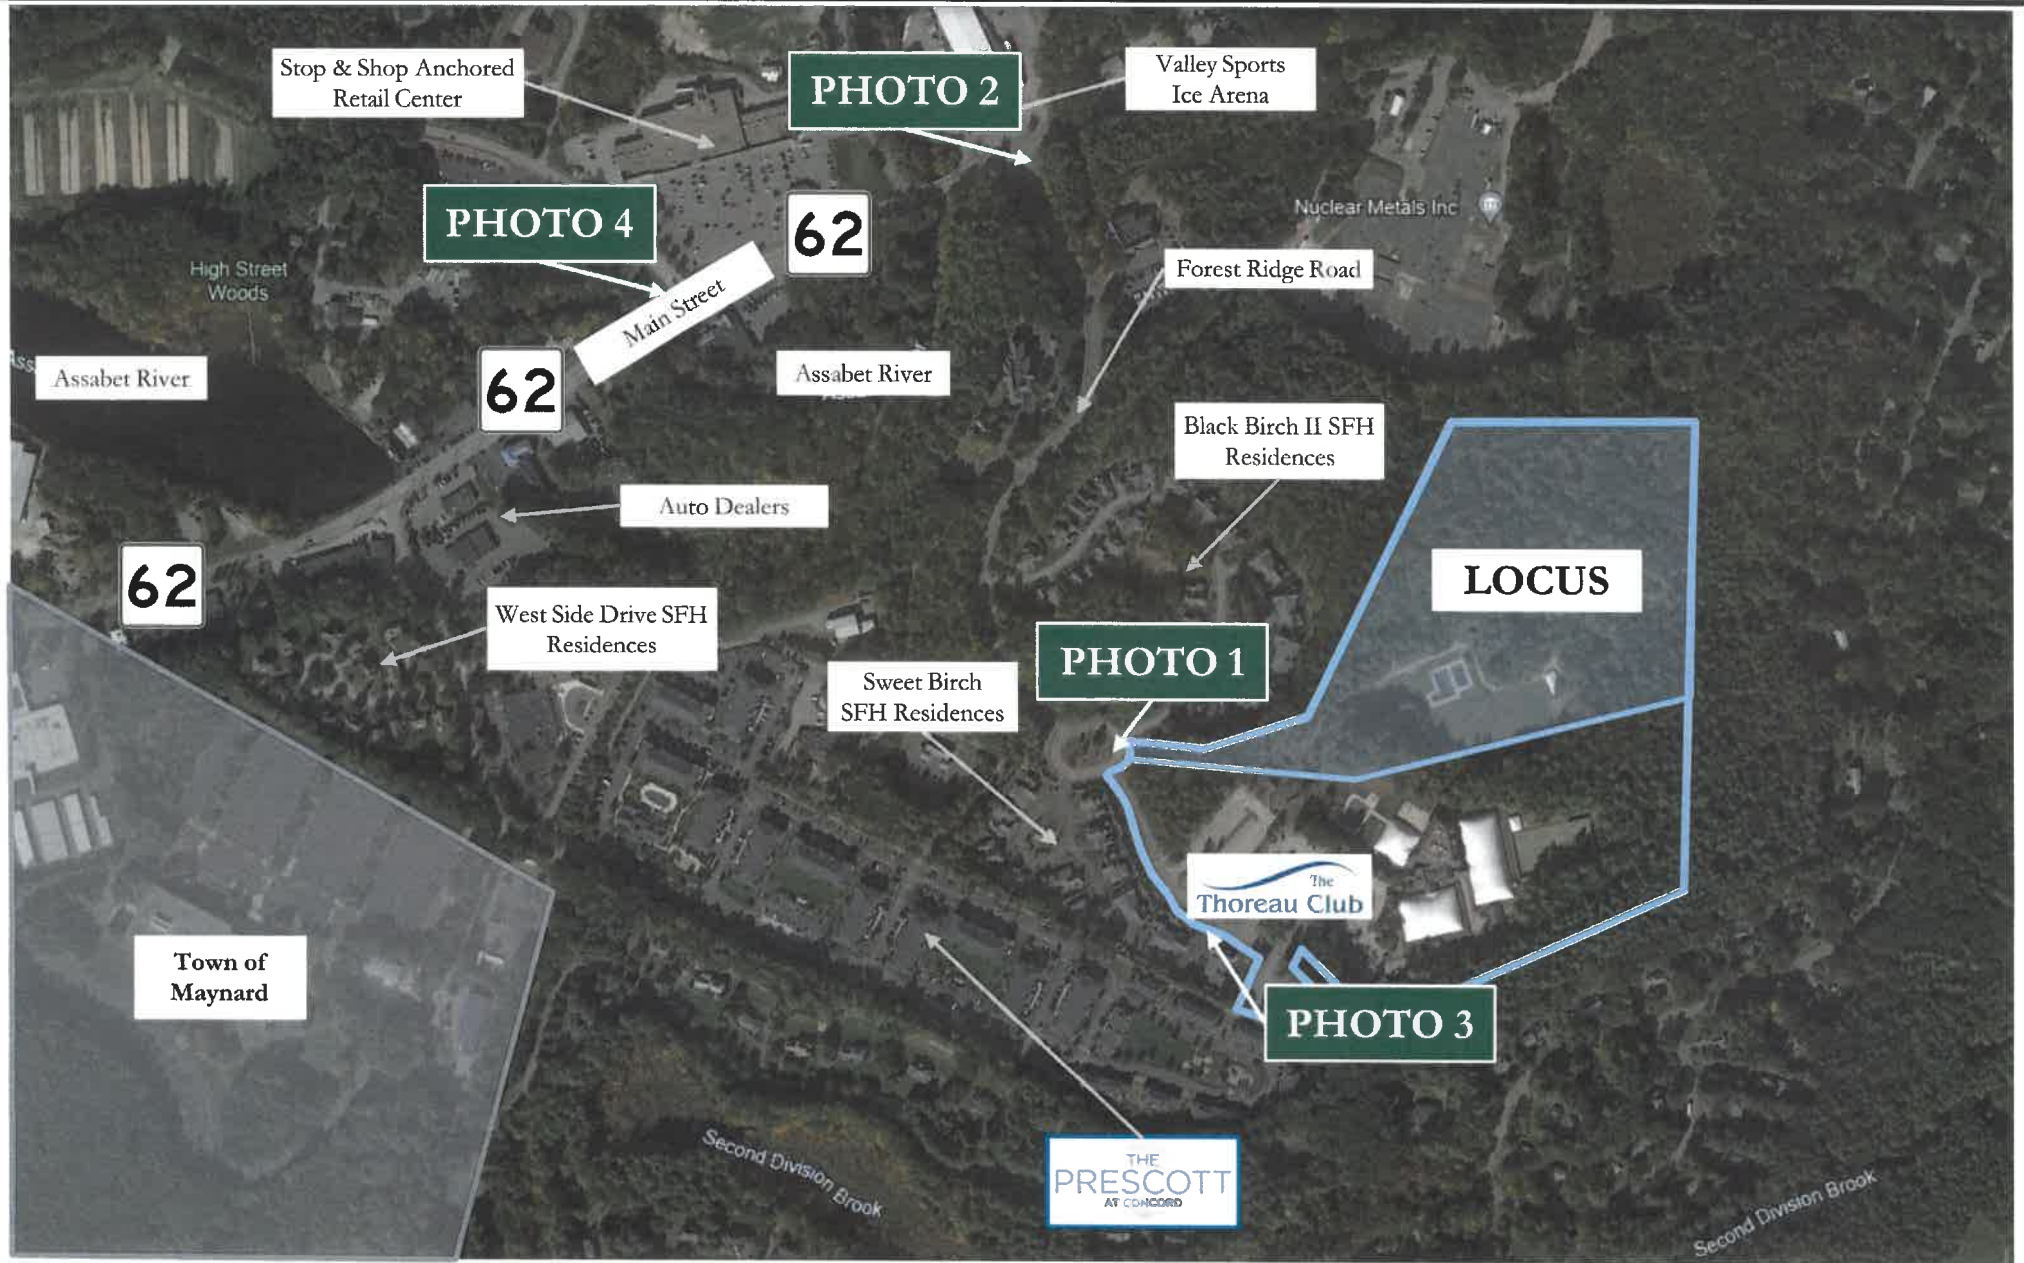 Stop & Shop Anchored
Retail Center
PHOTO 2
Valley Sports
Ice Arena
PHOTO 4
62
Nuclear Metals Inc
High Street
Woods
Forest Ridge Road
Main Street
Assabet River
62
Assabet River
Black Birch II SFH
Residences
Auto Dealers
62
LOCUS
West Side Drive SFH
Residences
PHOTO 1
Sweet Birch
SFH Residences
The
Thoreau Club
Town of
Maynard
PHOTO 3
THE
PRESCOTT
AT CONCORD
Second Division Brook
Second Division Brook